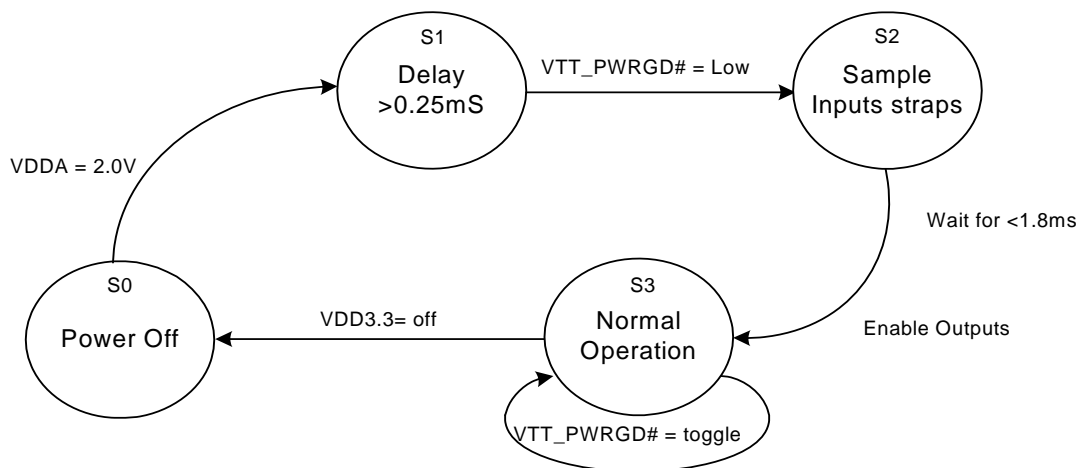 S1
Delay
>0.25mS
VTT_PWRGD# = Low
S2
Sample
Inputs straps
VDDA = 2.0V
Wait for <1.8ms
S0
Power Off
VDD3.3= off
S3
Normal
Operation
Enable Outputs
VTT_PWRGD# = toggle